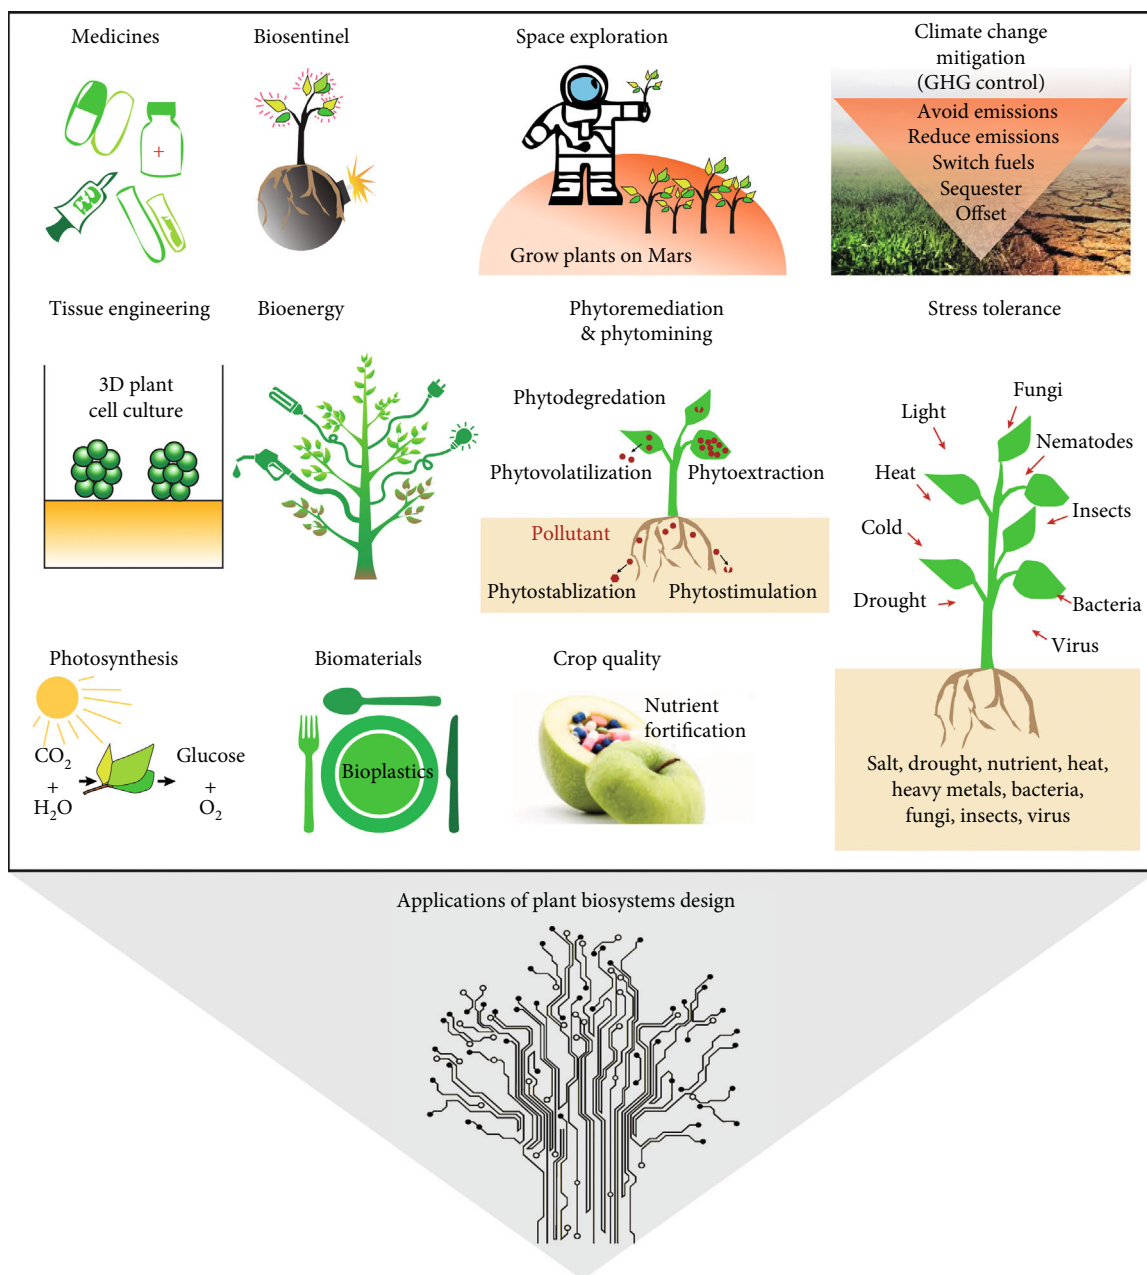 Medicines
Biosentinel
Space exploration
Grow plants on Mars
Climate change
mitigation
(GHG control)
Avoid emissions
Reduce emissions
Switch fuels
Sequester
Offset
Tissue engineering
3D plant
cell culture
Bioenergy
Phytoremediation
& phytomining
Phytodegredation
Phytovolatilization
Phytoextraction
Pollutant
Phytostablization
Phytostimulation
Stress tolerance
Fungi
Light
Nematodes
Heat
Insects
Cold
Drought
Bacteria
Virus
Salt, drought, nutrient, heat,
heavy metals, bacteria,
fungi, insects, virus
Photosynthesis
CO₂
+
H₂O
Glucose
+
O₂
Biomaterials
Bioplastics
Crop quality
Nutrient
fortification
Applications of plant biosystems design